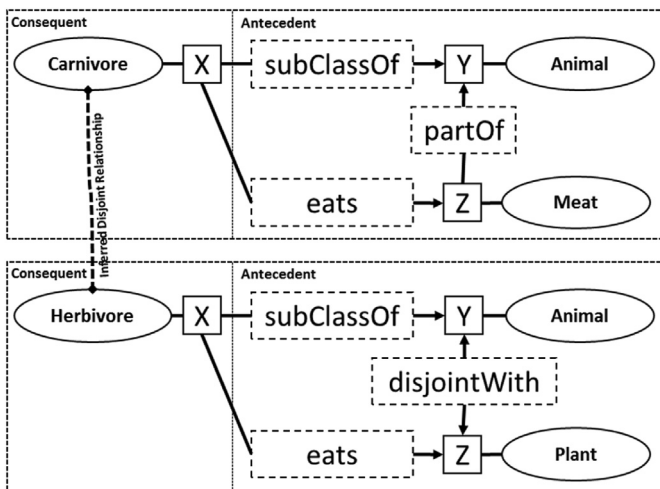 Consequent
Antecedent
Carnivore
X
subClassOf
Y
Animal
partOf
eats
Z
Meat
Inferred Disjoint Relationship
Consequent
Antecedent
Herbivore
X
subClassOf
Y
Animal
disjointWith
eats
Z
Plant